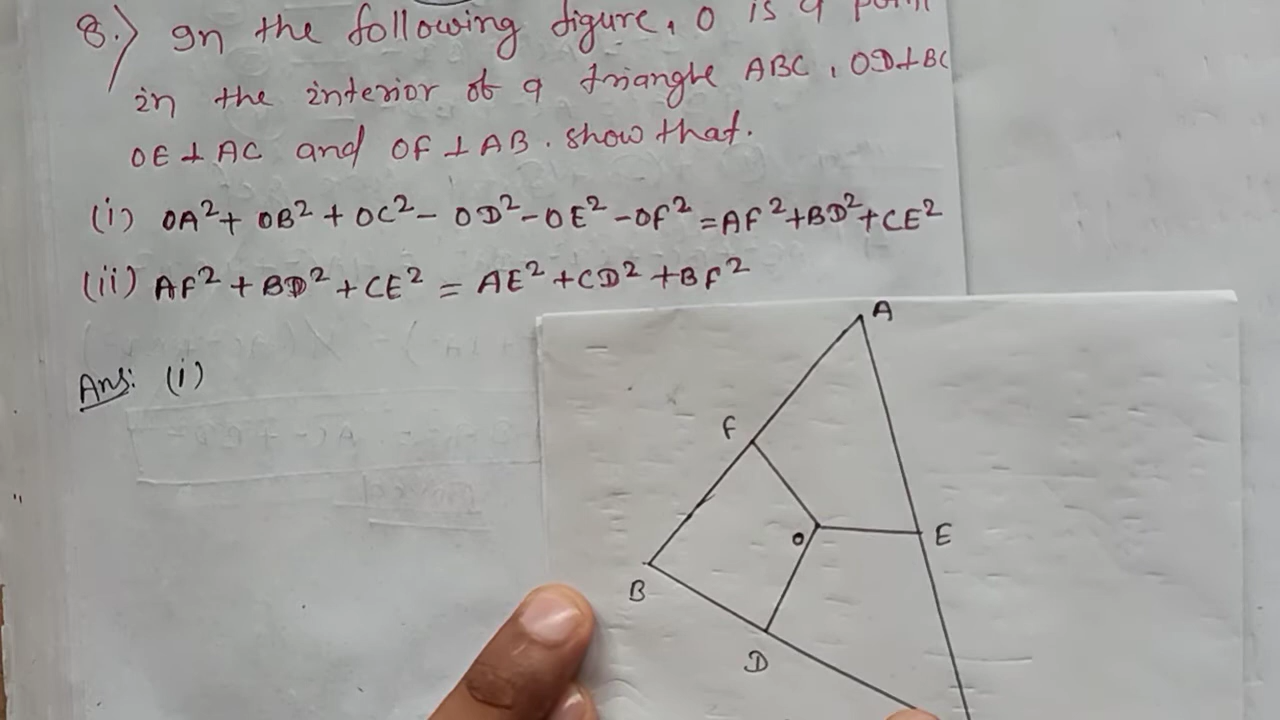 8.) In the following figure, O is a point
in the interior of a triangle ABC, OD⊥BC
OE⊥AC and OF⊥AB. show that.
(i) OA²+ OB² + OC² - OD² - OE² - OF² = AF²+BD²+CE²
(ii) AF² + BD² + CE² = AE² + CD² + BF²
Ans: (i)
A
F
O
E
B
D